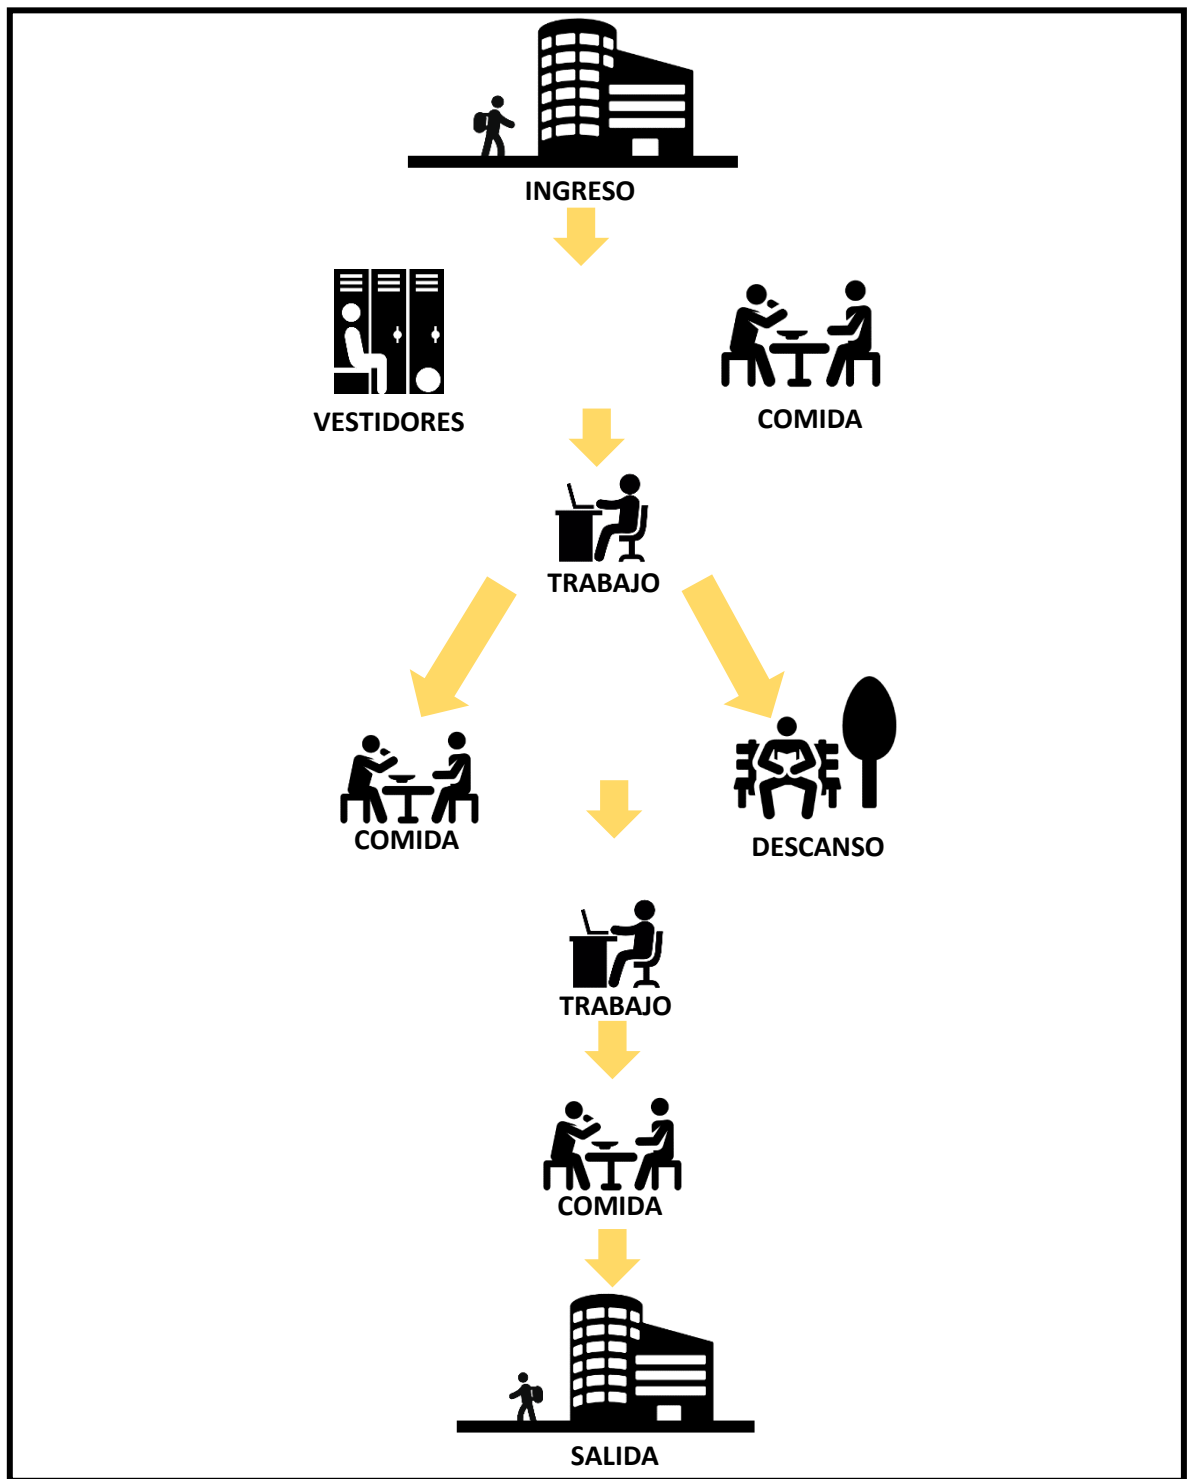 INGRESO
VESTIDORES
COMIDA
TRABAJO
COMIDA
DESCANSO
TRABAJO
COMIDA
SALIDA